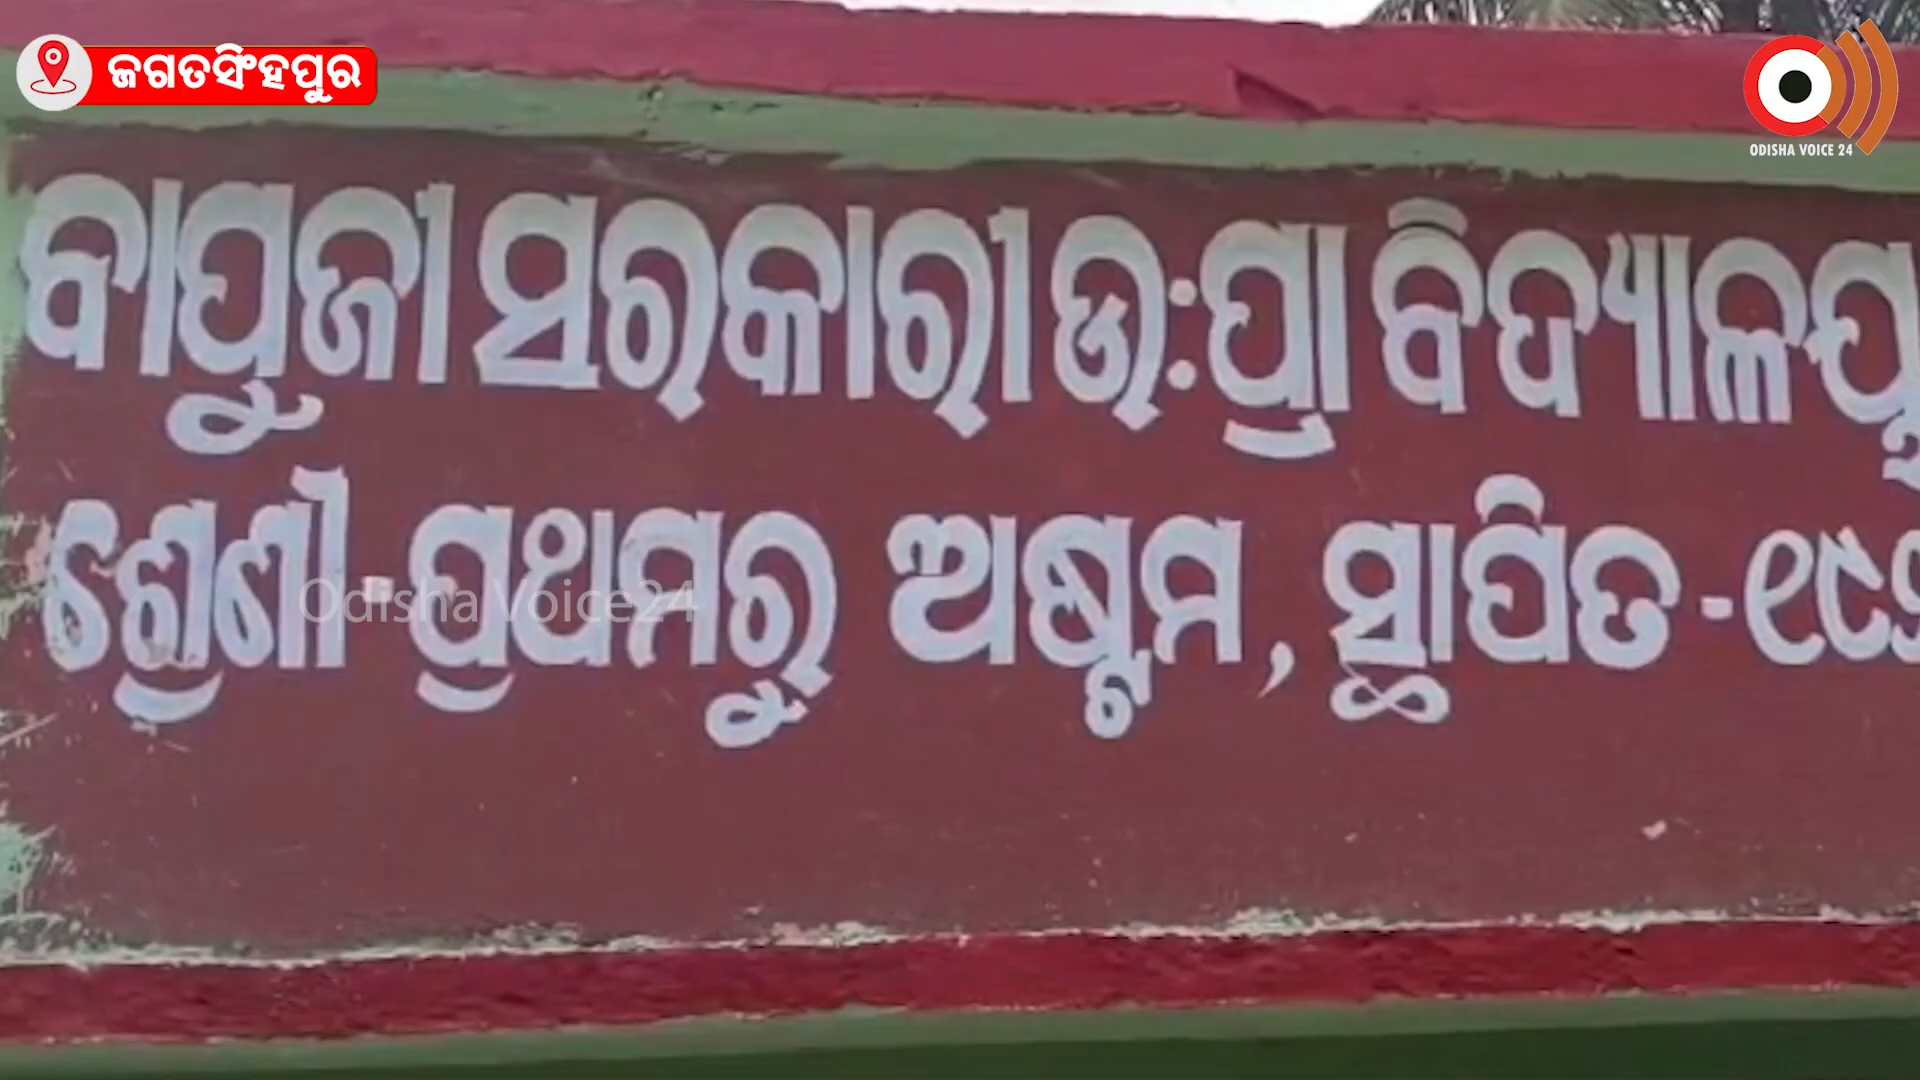 ଜଗତସିଂହପୁର
ODISHA VOICE 24
ବାପୁଜୀ ସରକାରୀ ଉଃପ୍ରା ବିଦ୍ୟାଳୟ
ଶ୍ରେଣୀ-ପ୍ରଥମରୁ ଅଷ୍ଟମ, ସ୍ଥାପିତ-
Odisha Voice24